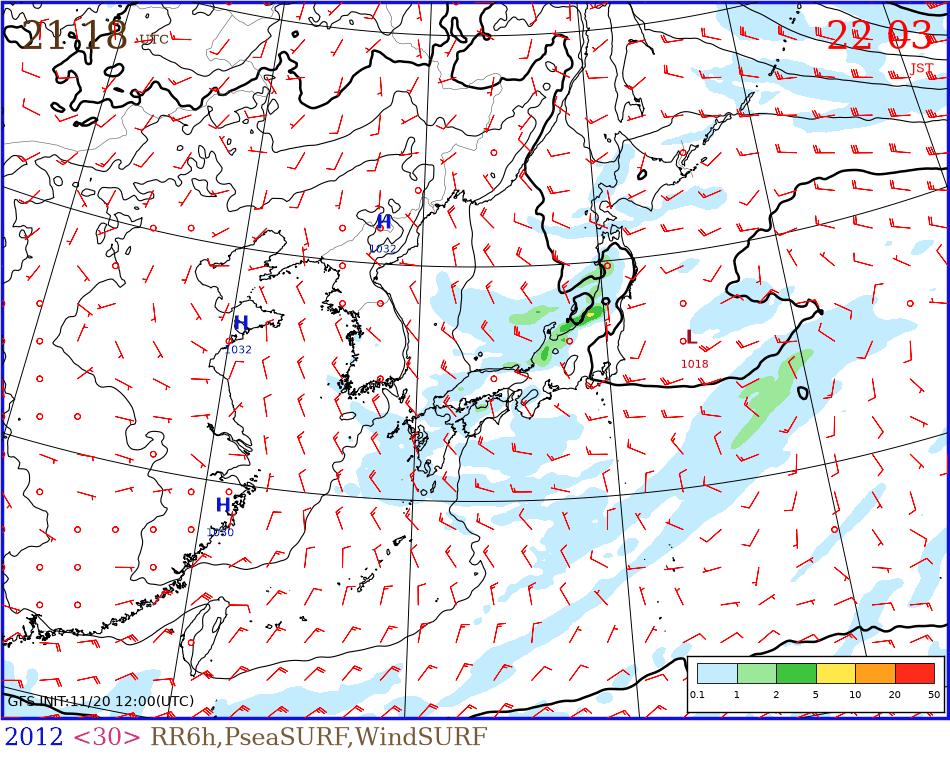 21 18 UTC 22 03
JST
H
1032
H
1032
L
1018
H
1030
0.1 1 2 5 10 20 50
GFS INIT:11/20 12:00(UTC)
2012 <30> RR6h,PseaSURF,WindSURF